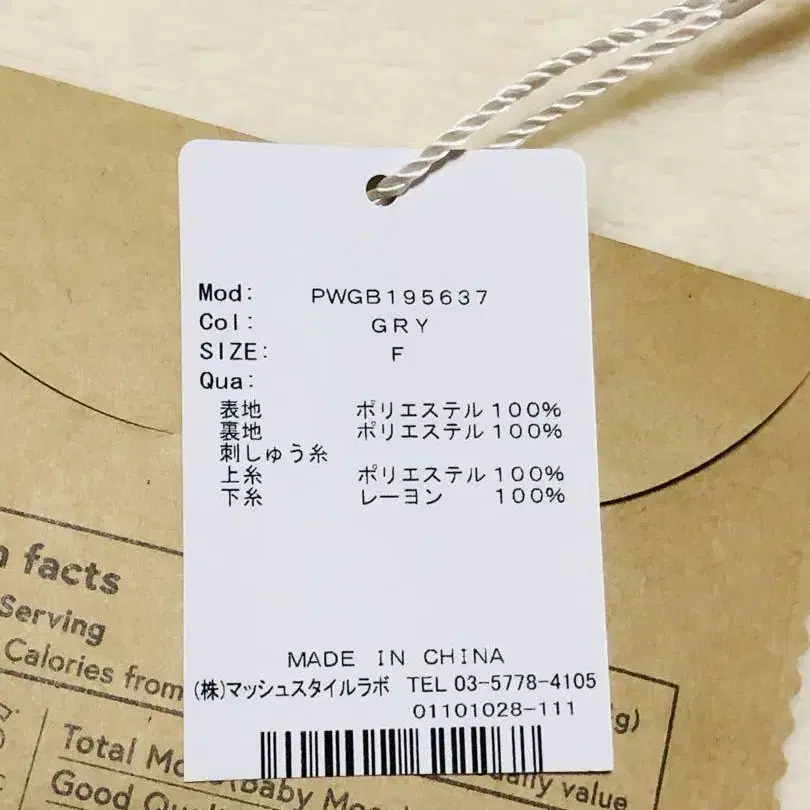 Mod: PWGB195637
Col: GRY
SIZE: F
Qua:
表地 ポリエステル100%
裏地 ポリエステル100%
刺しゅう糸
上糸 ポリエステル100%
下糸 レーヨン 100%
MADE IN CHINA
(株)マッシュスタイルラボ TEL 03-5778-4105
01101028-111
facts
Serving
Calories from
g)
Total
(Baby
Good
daily value